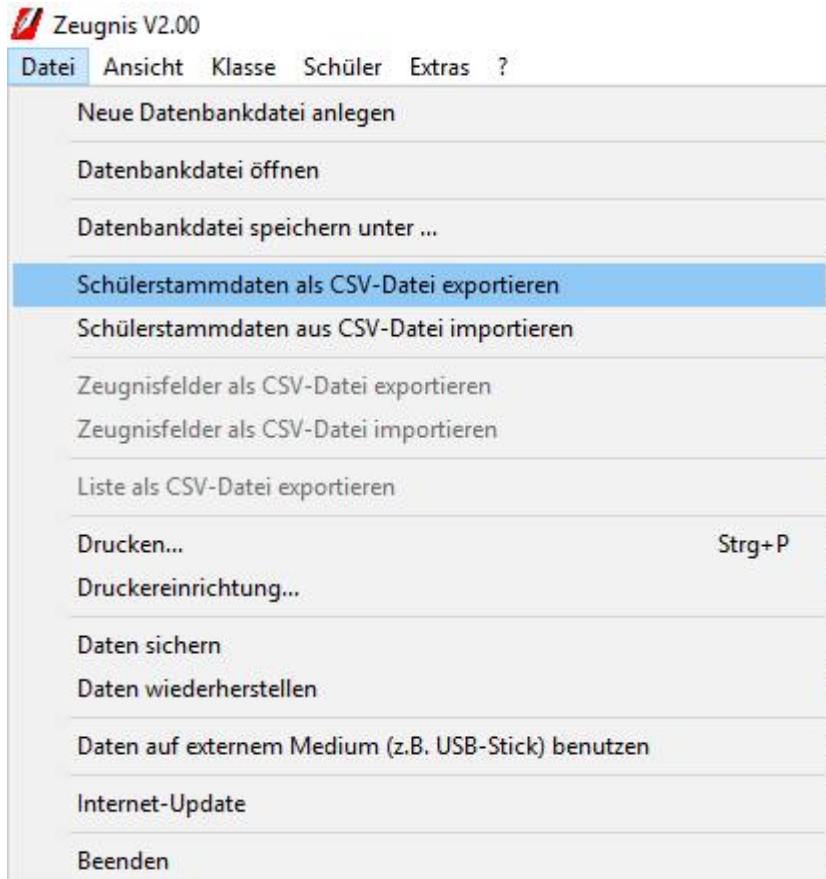 Zeugnis V2.00
Datei Ansicht Klasse Schüler Extras ?
Neue Datenbankdatei anlegen
Datenbankdatei öffnen
Datenbankdatei speichern unter ...
Schülerstammdaten als CSV-Datei exportieren
Schülerstammdaten aus CSV-Datei importieren
Zeugnisfelder als CSV-Datei exportieren
Zeugnisfelder als CSV-Datei importieren
Liste als CSV-Datei exportieren
Drucken... Strg+P
Druckereinrichtung...
Daten sichern
Daten wiederherstellen
Daten auf externem Medium (z.B. USB-Stick) benutzen
Internet-Update
Beenden